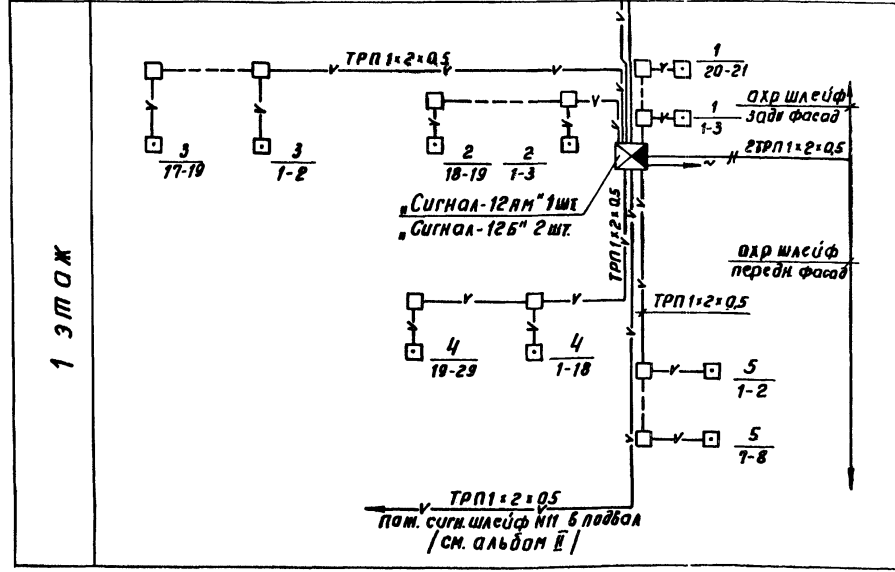 1 этаж
ТРП 1×2×0,5
1
20-21
1
1-3
охр шлейф
задн фасад
3
17-19
3
1-2
2
18-19
2
1-3
2ТРП 1×2×0,5
~
„Сигнал-12АМ" 1 шт
„Сигнал-12Б" 2 шт.
ТРП 1×2×0,5
охр шлейф
передн. фасад
ТРП 1×2×0,5
4
19-29
4
1-18
5
1-2
5
7-8
ТРП 1×2×0,5
Пож. сигн. шлейф N11 в подвал
/ см. альбом II /